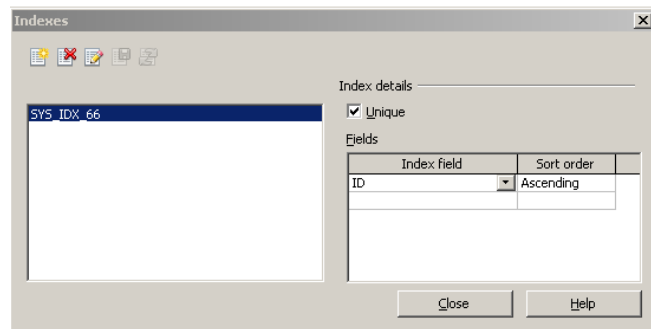 Indexes
Index details
SYS_IDX_66
Unique
Fields
Index field Sort order
ID Ascending
Close Help